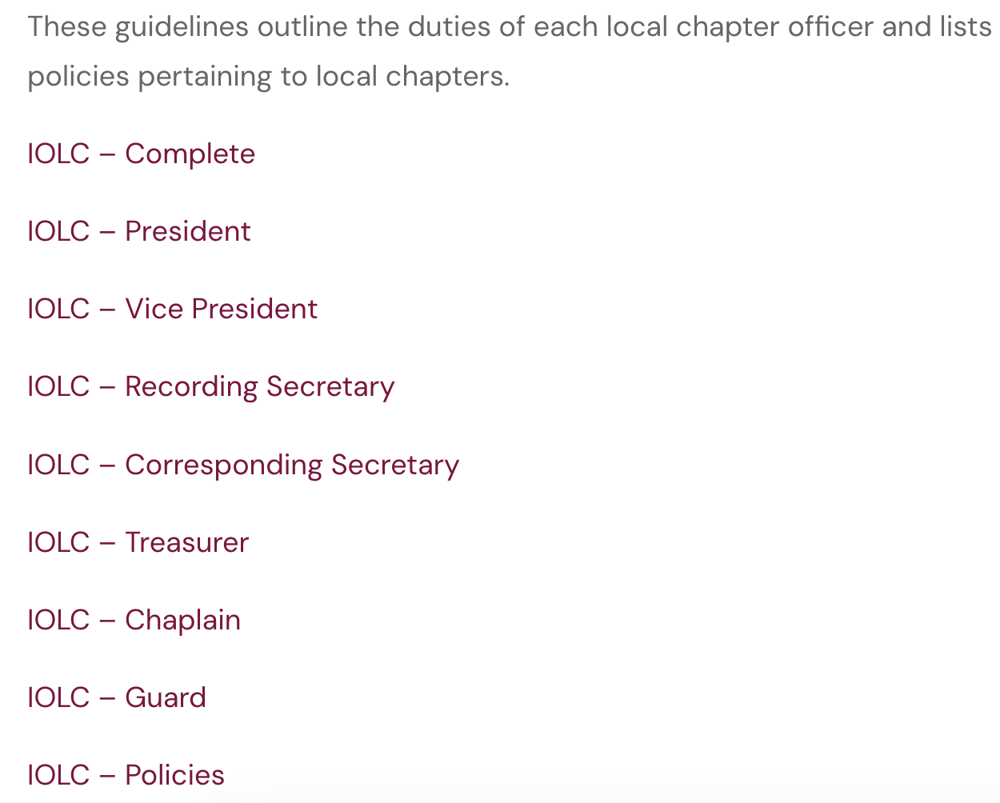 These guidelines outline the duties of each local chapter officer and lists
policies pertaining to local chapters.
IOLC – Complete
IOLC – President
IOLC – Vice President
IOLC – Recording Secretary
IOLC – Corresponding Secretary
IOLC – Treasurer
IOLC – Chaplain
IOLC – Guard
IOLC – Policies